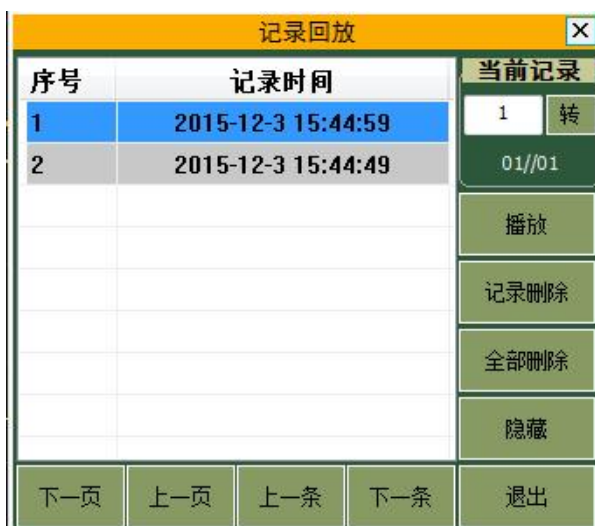 记录回放
序号 记录时间
1 2015-12-3 15:44:59
2 2015-12-3 15:44:49
当前记录
1 转
01//01
播放
记录删除
全部删除
隐藏
下一页 上一页 上一条 下一条 退出